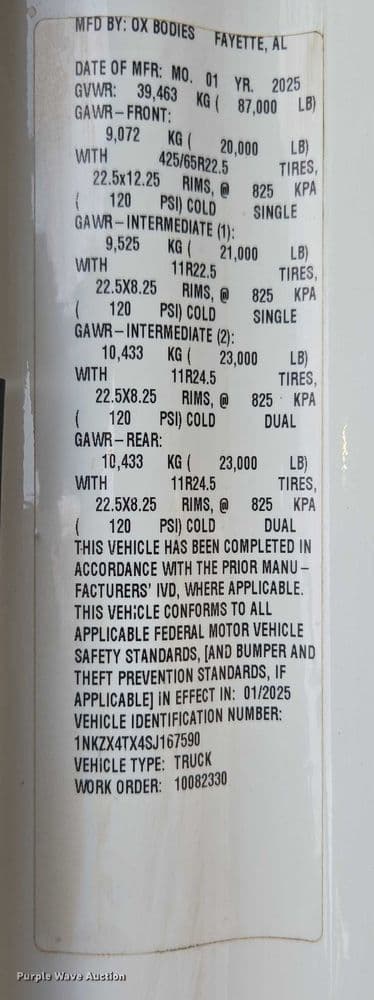 MFD BY: OX BODIES FAYETTE, AL
DATE OF MFR: MO. 01 YR. 2025
GVWR: 39,463 KG ( 87,000 LB)
GAWR-FRONT:
9,072 KG ( 20,000 LB)
WITH 425/65R22.5 TIRES,
22.5x12.25 RIMS, @ 825 KPA
( 120 PSI) COLD SINGLE
GAWR-INTERMEDIATE (1):
9,525 KG ( 21,000 LB)
WITH 11R22.5 TIRES,
22.5X8.25 RIMS, @ 825 KPA
( 120 PSI) COLD SINGLE
GAWR-INTERMEDIATE (2):
10,433 KG ( 23,000 LB)
WITH 11R24.5 TIRES,
22.5X8.25 RIMS, @ 825 KPA
( 120 PSI) COLD DUAL
GAWR-REAR:
10,433 KG ( 23,000 LB)
WITH 11R24.5 TIRES,
22.5X8.25 RIMS, @ 825 KPA
( 120 PSI) COLD DUAL
THIS VEHICLE HAS BEEN COMPLETED IN
ACCORDANCE WITH THE PRIOR MANU-
FACTURERS' IVD, WHERE APPLICABLE.
THIS VEHICLE CONFORMS TO ALL
APPLICABLE FEDERAL MOTOR VEHICLE
SAFETY STANDARDS, [AND BUMPER AND
THEFT PREVENTION STANDARDS, IF
APPLICABLE] IN EFFECT IN: 01/2025
VEHICLE IDENTIFICATION NUMBER:
1NKZX4TX4SJ167590
VEHICLE TYPE: TRUCK
WORK ORDER: 10082330
Purple Wave Auction